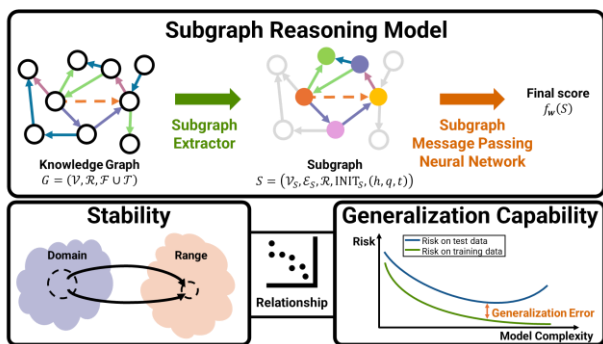 Subgraph Reasoning Model
Knowledge Graph
G = (𝒱, ℛ, ℱ ∪ 𝒯)
Subgraph
Extractor
Subgraph
S = (𝒱_S, ℰ_S, ℛ, INIT_S, (h, q, t))
Subgraph
Message Passing
Neural Network
Final score
f_w(S)
Stability
Domain
Range
Relationship
Generalization Capability
Risk
Risk on test data
Risk on training data
Generalization Error
Model Complexity